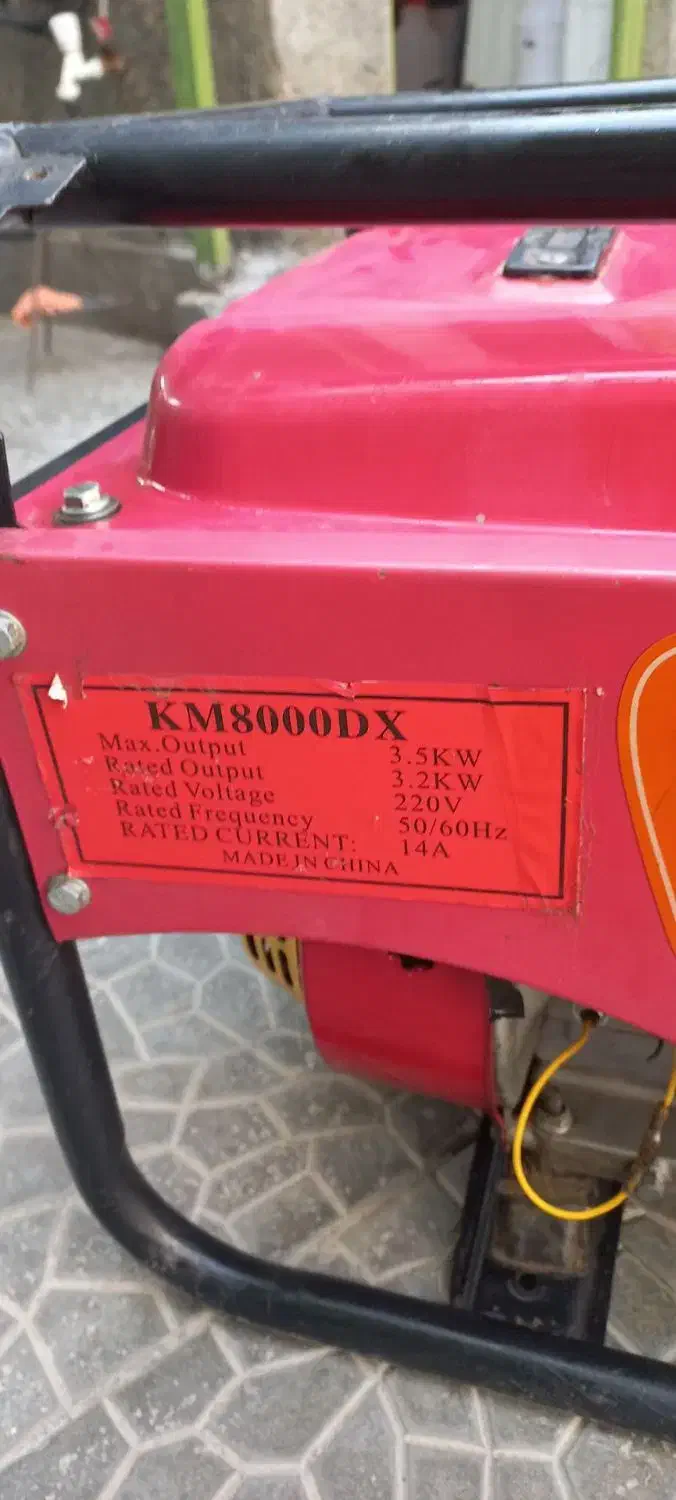 KM8000DX
Max.Output 3.5KW
Rated Output 3.2KW
Rated Voltage 220V
Rated Frequency 50/60Hz
RATED CURRENT: 14A
MADE IN CHINA